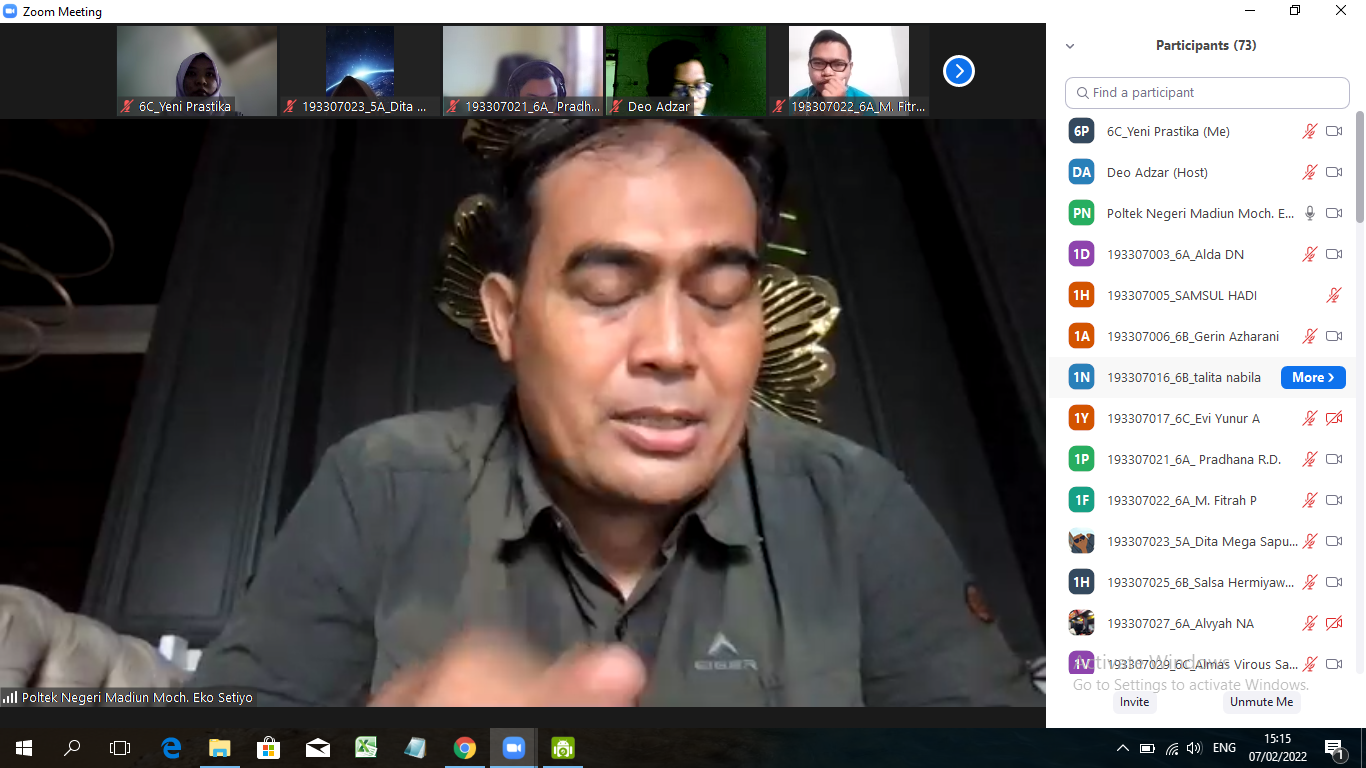 Zoom Meeting
6C_Yeni Prastika
193307023_5A_Dita ...
193307021_6A_ Pradh...
Deo Adzar
193307022_6A_M. Fitr...
EIGER
Poltek Negeri Madiun Moch. Eko Setiyo
Participants (73)
Find a participant
6P 6C_Yeni Prastika (Me)
DA Deo Adzar (Host)
PN Poltek Negeri Madiun Moch. E...
1D 193307003_6A_Alda DN
1H 193307005_SAMSUL HADI
1A 193307006_6B_Gerin Azharani
1N 193307016_6B_talita nabila More
1Y 193307017_6C_Evi Yunur A
1P 193307021_6A_ Pradhana R.D.
1F 193307022_6A_M. Fitrah P
193307023_5A_Dita Mega Sapu...
1H 193307025_6B_Salsa Hermiyaw...
193307027_6A_Alvyah NA
1V 193307029_6C_Almas Virous Sa...
Activate Windows
Go to Settings to activate Windows.
Invite Unmute Me
ENG
15:15
07/02/2022
1